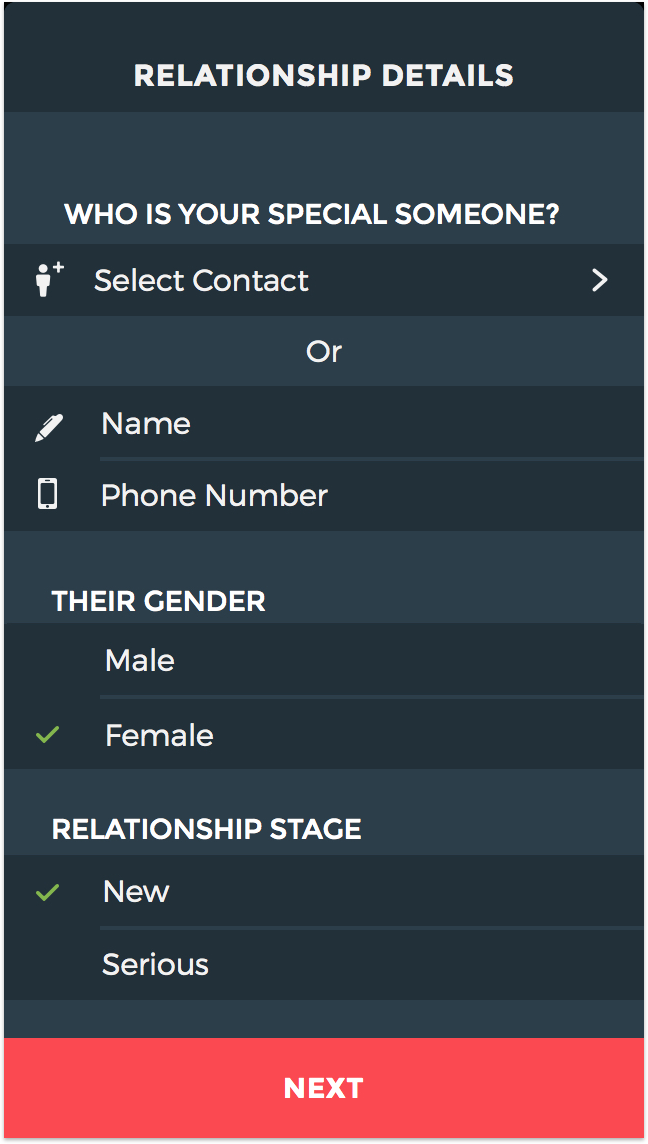 RELATIONSHIP DETAILS
WHO IS YOUR SPECIAL SOMEONE?
Select Contact
Or
Name
Phone Number
THEIR GENDER
Male
Female
RELATIONSHIP STAGE
New
Serious
NEXT